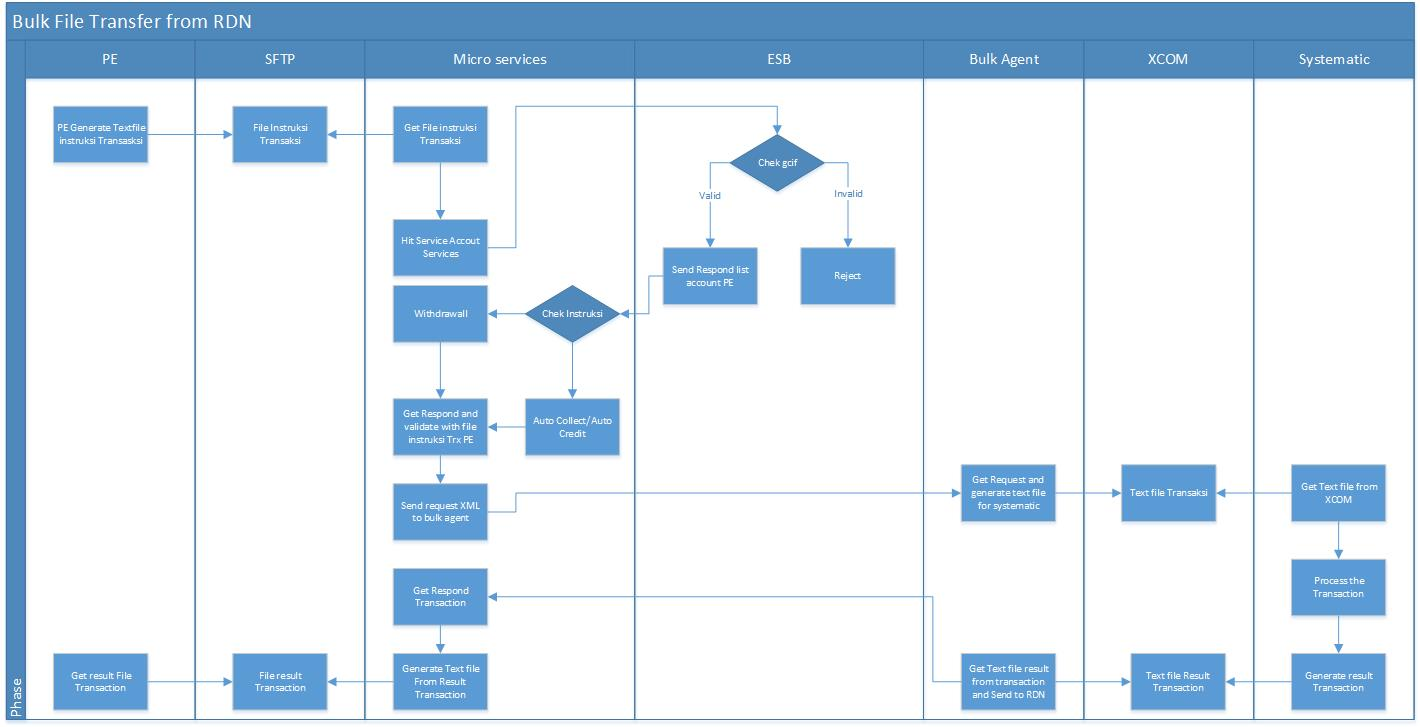 Bulk File Transfer from RDN
PE
SFTP
Micro services
ESB
Bulk Agent
XCOM
Systematic
PE Generate Textfile
instruksi Transasksi
File Instruksi
Transaksi
Get File instruksi
Transaksi
Chek gcif
Valid
Invalid
Hit Service Accout
Services
Send Respond list
account PE
Reject
Withdrawall
Chek Instruksi
Get Respond and
validate with file
instruksi Trx PE
Auto Collect/Auto
Credit
Send request XML
to bulk agent
Get Request and
generate text file
for systematic
Text file Transaksi
Get Text file from
XCOM
Get Respond
Transaction
Process the
Transaction
Get result File
Transaction
File result
Transaction
Generate Text file
From Result
Transaction
Get Text file result
from transaction
and Send to RDN
Text file Result
Transaction
Generate result
Transaction
Phase